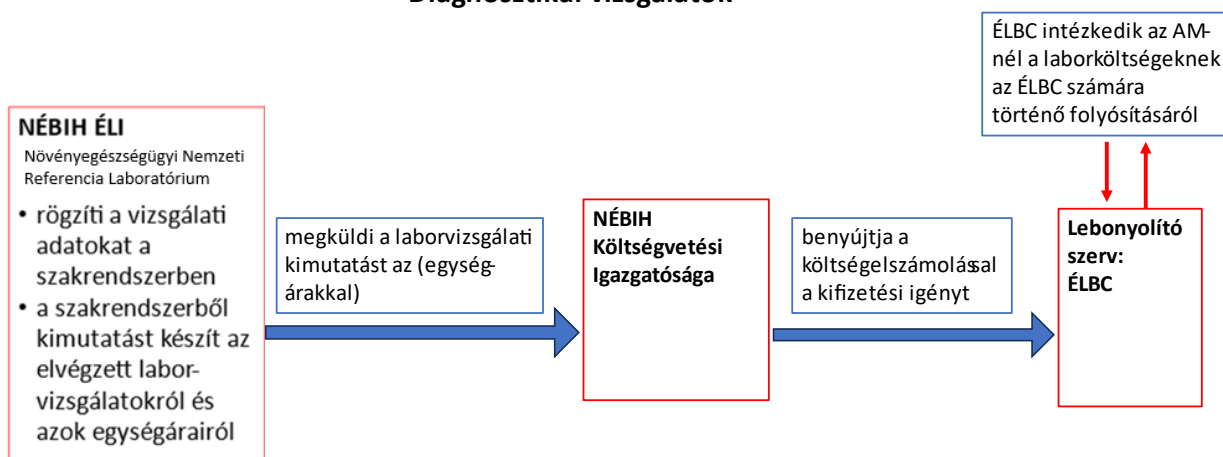 Diagnosztikai vizsgálatok
ÉLBC intézkedik az AM-
nél a laborköltségeknek
az ÉLBC számára
történő folyósításáról
NÉBIH ÉLI
Növényegészségügyi Nemzeti
Referencia Laboratórium
• rögzíti a vizsgálati
adatokat a
szakrendszerben
• a szakrendszerből
kimutatást készít az
elvégzett labor-
vizsgálatokról és
azok egységárairól
megküldi a laborvizsgálati
kimutatást az (egység-
árakkal)
NÉBIH
Költségvetési
Igazgatósága
benyújtja a
költségelszámolással
a kifizetési igényt
Lebonyolító
szerv:
ÉLBC